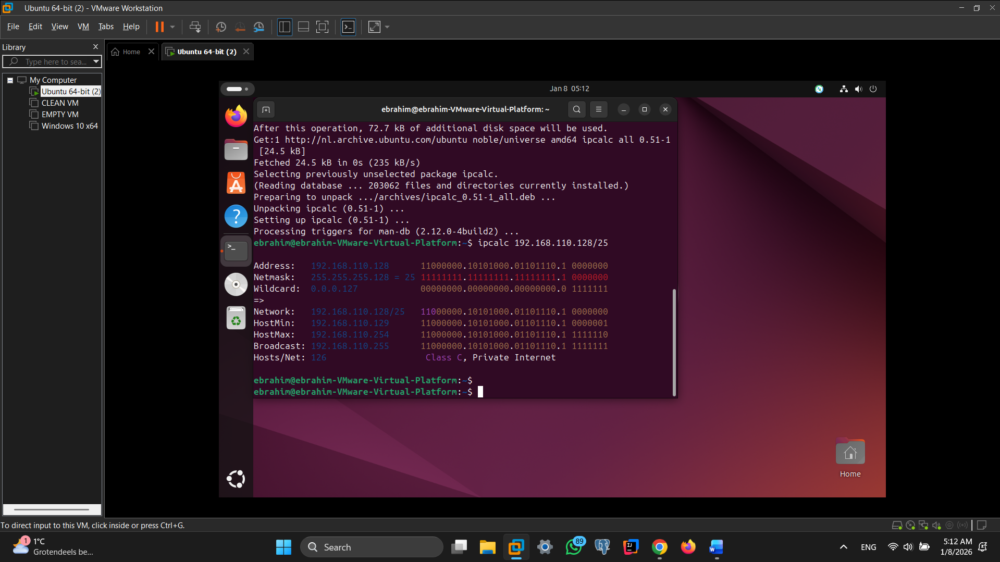 Ubuntu 64-bit (2) - VMware Workstation
File Edit View VM Tabs Help
Library
Type here to sea...
My Computer
Ubuntu 64-bit (2)
CLEAN VM
EMPTY VM
Windows 10 x64
Home
Ubuntu 64-bit (2)
Jan 8 05:12
ebrahim@ebrahim-VMware-Virtual-Platform: ~
After this operation, 72.7 kB of additional disk space will be used.
Get:1 http://nl.archive.ubuntu.com/ubuntu noble/universe amd64 ipcalc all 0.51-1
[24.5 kB]
Fetched 24.5 kB in 0s (235 kB/s)
Selecting previously unselected package ipcalc.
(Reading database ... 203062 files and directories currently installed.)
Preparing to unpack .../archives/ipcalc_0.51-1_all.deb ...
Unpacking ipcalc (0.51-1) ...
Setting up ipcalc (0.51-1) ...
Processing triggers for man-db (2.12.0-4build2) ...
ebrahim@ebrahim-VMware-Virtual-Platform:~$ ipcalc 192.168.110.128/25
Address: 192.168.110.128 11000000.10101000.01101110.1 0000000
Netmask: 255.255.255.128 = 25 11111111.11111111.11111111.1 0000000
Wildcard: 0.0.0.127 00000000.00000000.00000000.0 1111111
=>
Network: 192.168.110.128/25 11000000.10101000.01101110.1 0000000
HostMin: 192.168.110.129 11000000.10101000.01101110.1 0000001
HostMax: 192.168.110.254 11000000.10101000.01101110.1 1111110
Broadcast: 192.168.110.255 11000000.10101000.01101110.1 1111111
Hosts/Net: 126 Class C, Private Internet
ebrahim@ebrahim-VMware-Virtual-Platform:~$
ebrahim@ebrahim-VMware-Virtual-Platform:~$
Home
To direct input to this VM, click inside or press Ctrl+G.
1
1°C
Grotendeels be...
Search
89
ENG
5:12 AM
1/8/2026